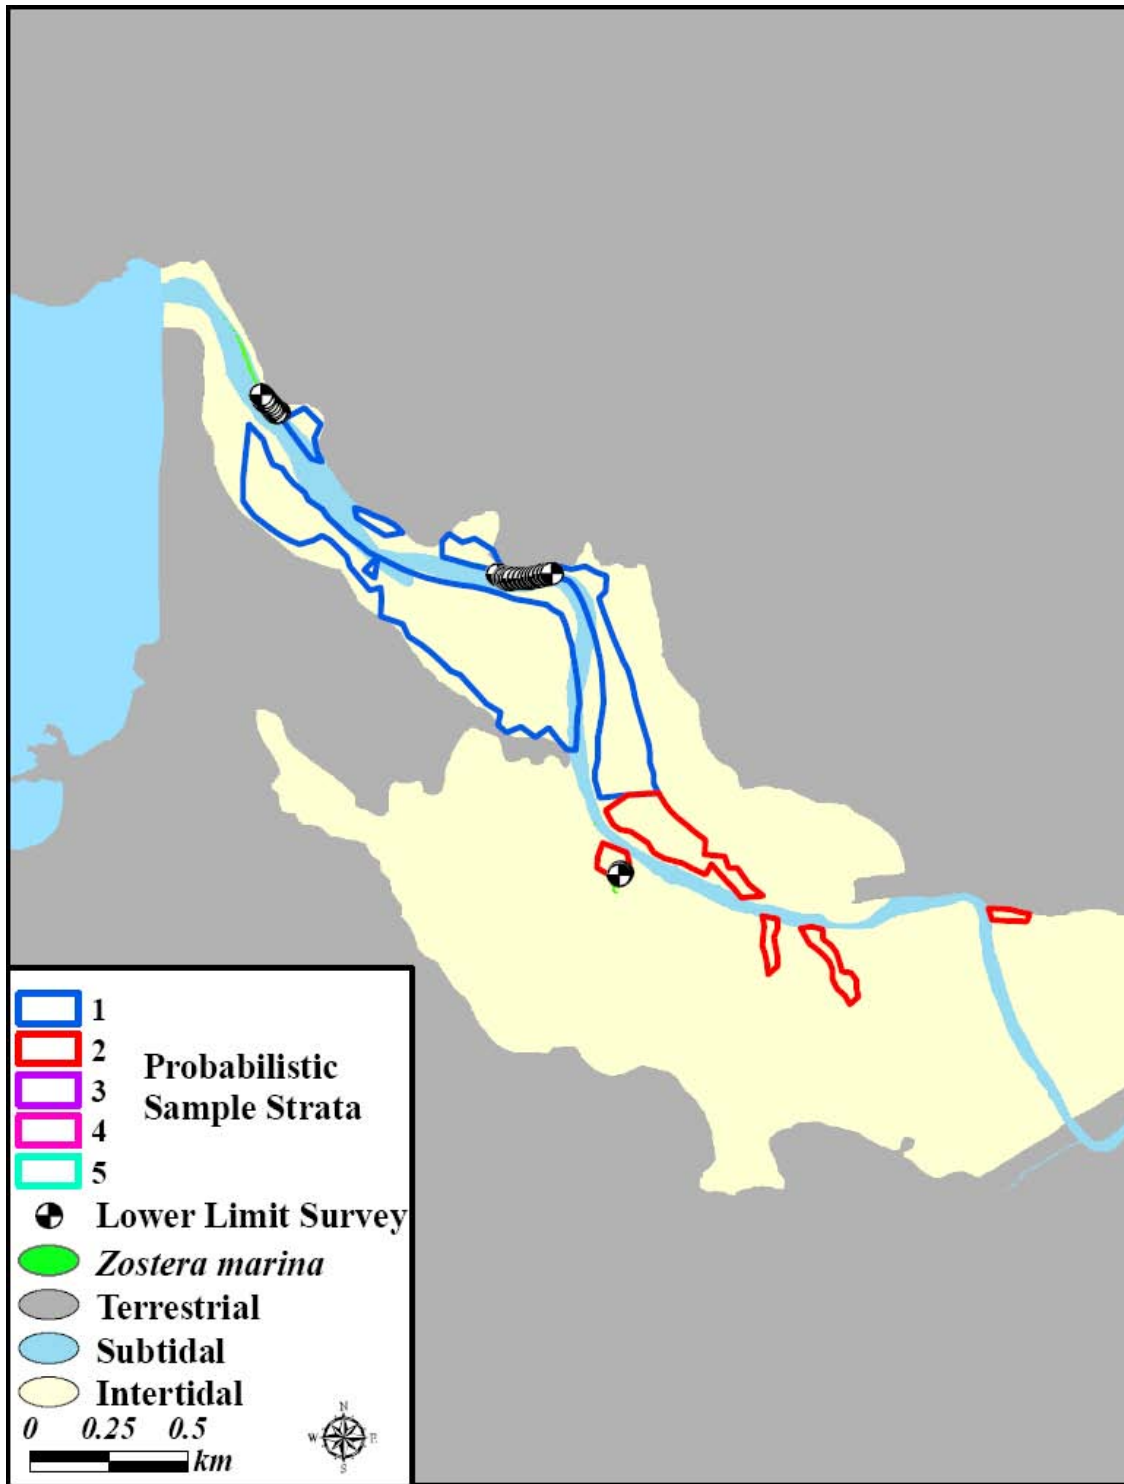 1
2
3
4
5
Probabilistic
Sample Strata
Lower Limit Survey
Zostera marina
Terrestrial
Subtidal
Intertidal
0 0.25 0.5
km
N
W E
S